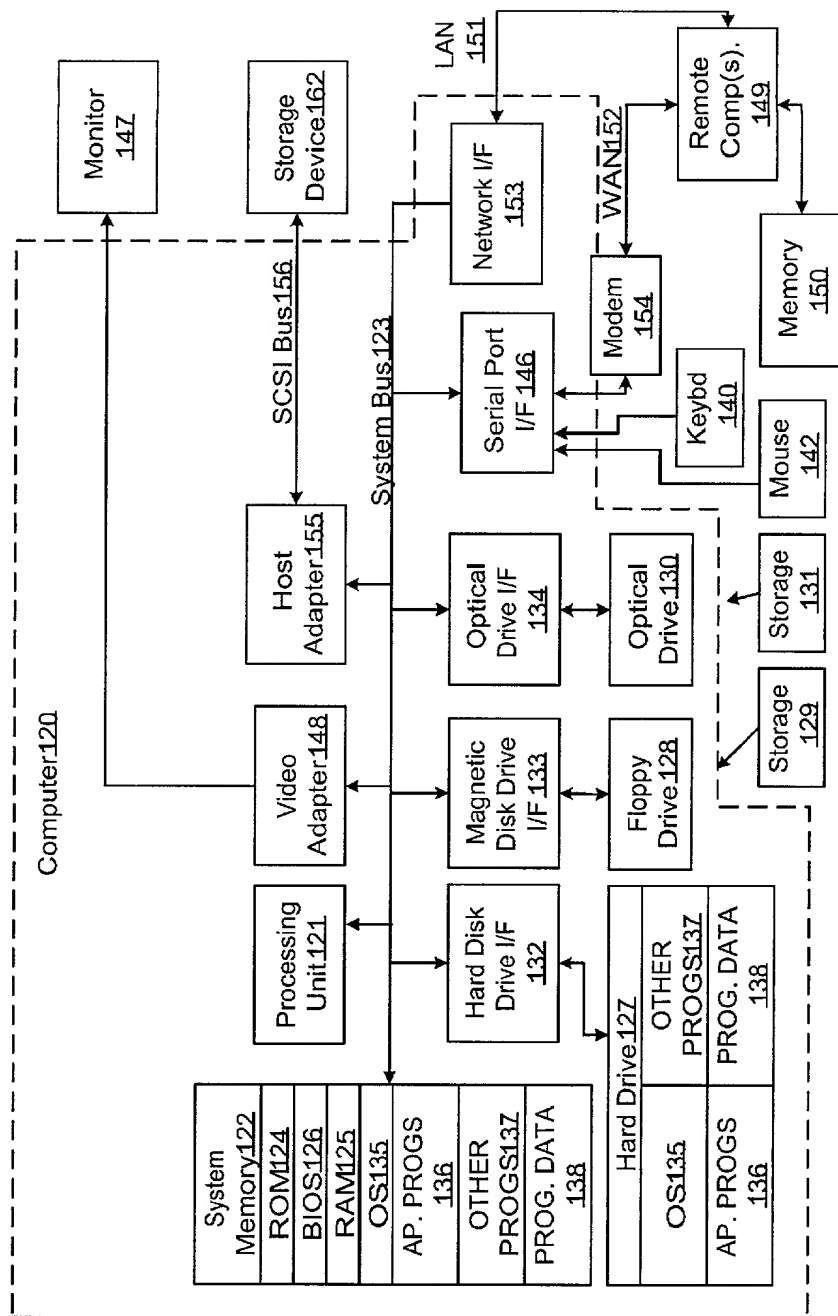 Computer120
Monitor
147
Storage
Device162
SCSI Bus156
LAN
151
Processing
Unit121
Video
Adapter148
Host
Adapter155
System Bus123
System
Memory122
ROM124
BIOS126
RAM125
OS135
AP. PROGS
136
OTHER
PROGS137
PROG. DATA
138
Hard Disk
Drive I/F
132
Magnetic
Disk Drive
I/F 133
Optical
Drive I/F
134
Serial Port
I/F 146
Network I/F
153
Floppy
Drive128
Optical
Drive130
Modem
154
WAN152
Remote
Comp(s).
149
Hard Drive127
OS135
OTHER
PROGS137
AP. PROGS
136
PROG. DATA
138
Storage
129
Storage
131
Mouse
142
Keybd
140
Memory
150